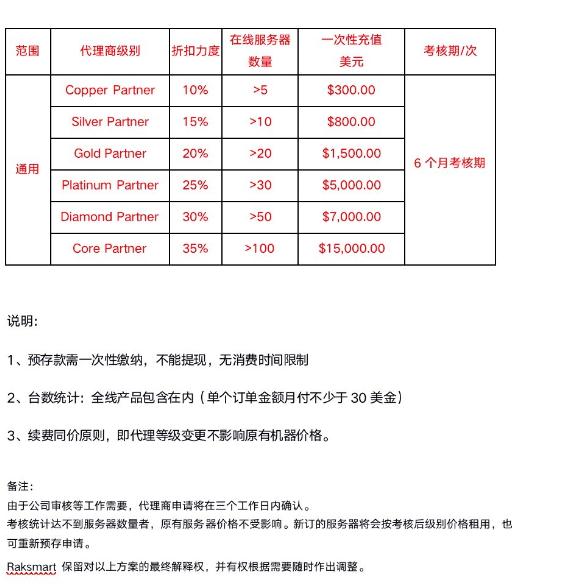 范围 代理商级别 折扣力度 在线服务器数量 一次性充值美元 考核期/次
通用 Copper Partner 10% >5 $300.00 6 个月考核期
Silver Partner 15% >10 $800.00
Gold Partner 20% >20 $1,500.00
Platinum Partner 25% >30 $5,000.00
Diamond Partner 30% >50 $7,000.00
Core Partner 35% >100 $15,000.00
说明：
1、预存款需一次性缴纳，不能提现，无消费时间限制
2、台数统计：全线产品包含在内（单个订单金额月付不少于 30 美金）
3、续费同价原则，即代理等级变更不影响原有机器价格。
备注：
由于公司审核等工作需要，代理商申请将在三个工作日内确认。
考核统计达不到服务器数量者，原有服务器价格不受影响。新订的服务器将会按考核后级别价格租用，也
可重新预存申请。
Raksmart 保留对以上方案的最终解释权，并有权根据需要随时作出调整。